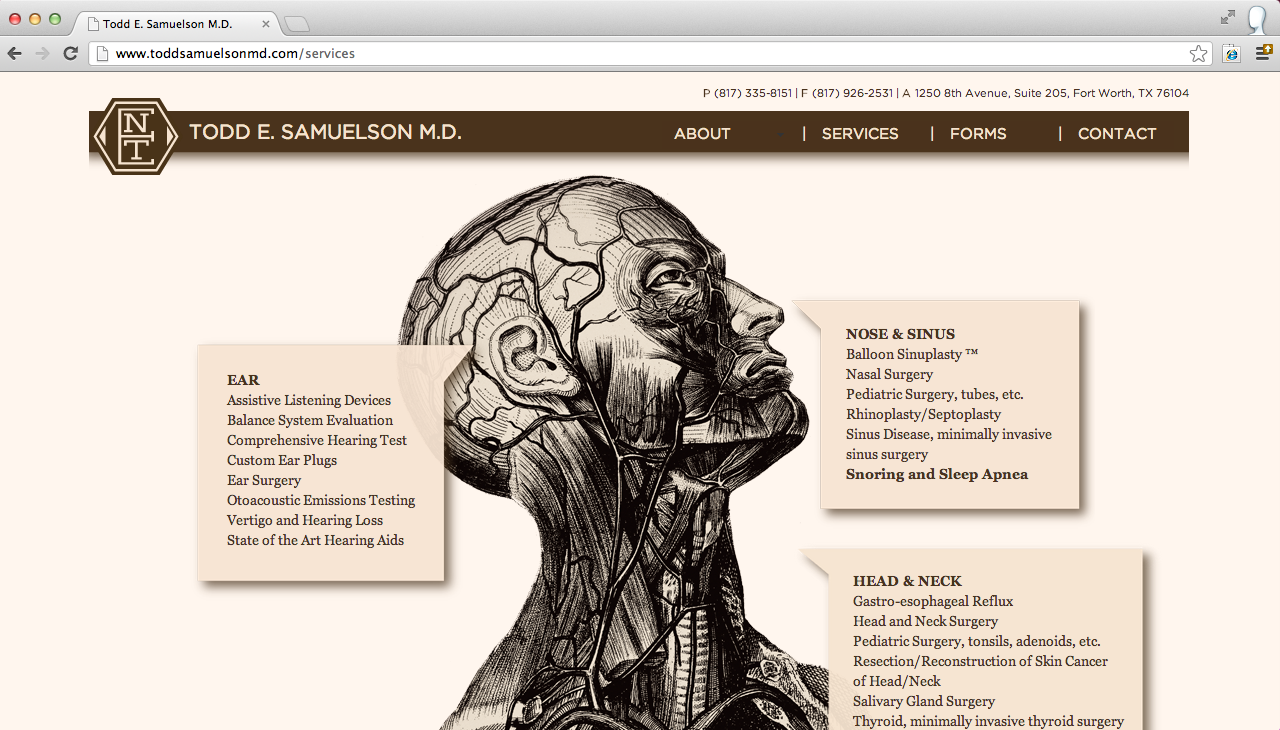 Todd E. Samuelson M.D.
www.toddsamuelsonmd.com/services
P (817) 335-8151 | F (817) 926-2531 | A 1250 8th Avenue, Suite 205, Fort Worth, TX 76104
ENT
TODD E. SAMUELSON M.D.
ABOUT | SERVICES | FORMS | CONTACT
EAR
Assistive Listening Devices
Balance System Evaluation
Comprehensive Hearing Test
Custom Ear Plugs
Ear Surgery
Otoacoustic Emissions Testing
Vertigo and Hearing Loss
State of the Art Hearing Aids
NOSE & SINUS
Balloon Sinuplasty ™
Nasal Surgery
Pediatric Surgery, tubes, etc.
Rhinoplasty/Septoplasty
Sinus Disease, minimally invasive
sinus surgery
Snoring and Sleep Apnea
HEAD & NECK
Gastro-esophageal Reflux
Head and Neck Surgery
Pediatric Surgery, tonsils, adenoids, etc.
Resection/Reconstruction of Skin Cancer
of Head/Neck
Salivary Gland Surgery
Thyroid, minimally invasive thyroid surgery